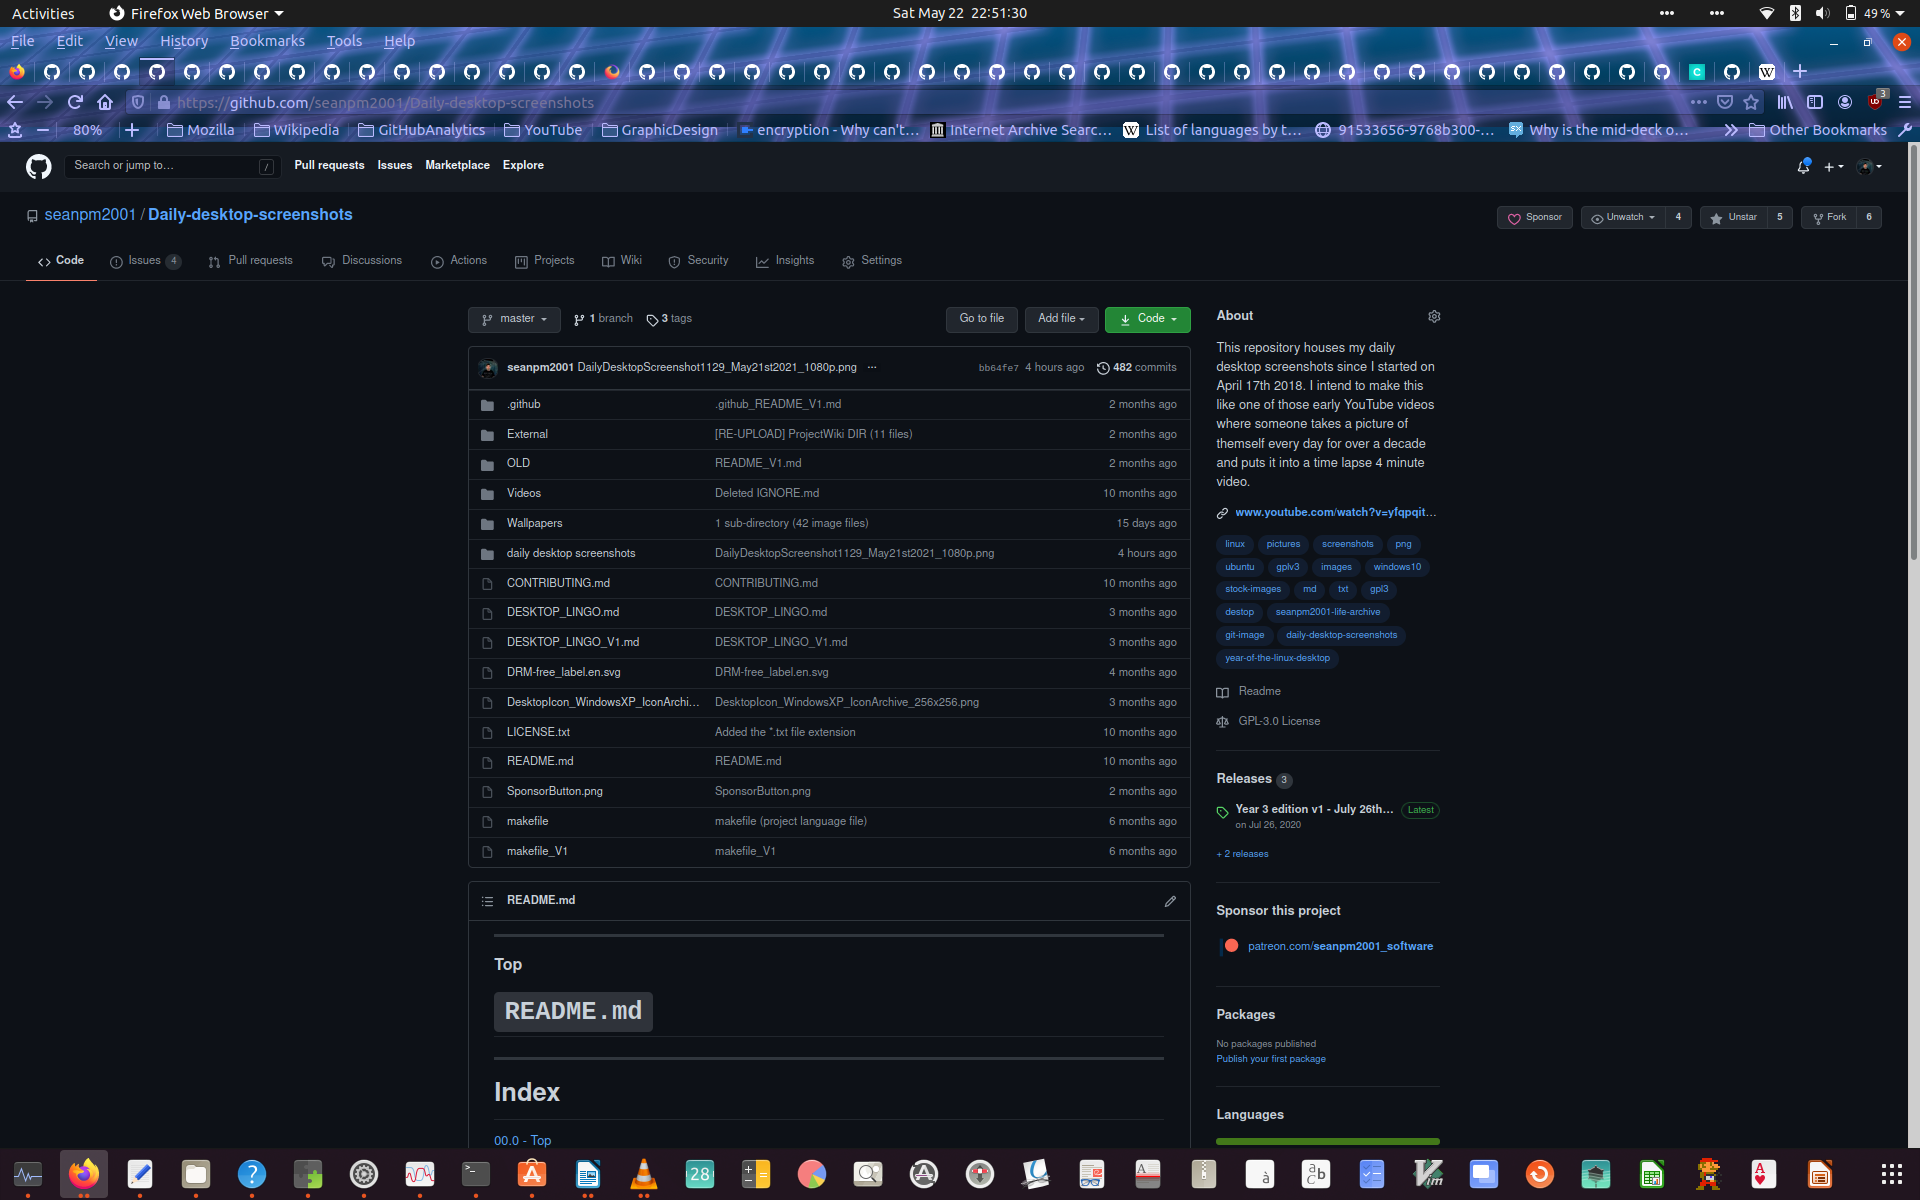 Activities
Firefox Web Browser
Sat May 22 22:51:30
49 %
File Edit View History Bookmarks Tools Help
https://github.com/seanpm2001/Daily-desktop-screenshots
3
80%
Mozilla
Wikipedia
GitHubAnalytics
YouTube
GraphicDesign
encryption - Why can't…
Internet Archive Searc…
List of languages by t…
91533656-9768b300-…
Why is the mid-deck o…
Other Bookmarks
Search or jump to…
/
Pull requests Issues Marketplace Explore
seanpm2001 / Daily-desktop-screenshots
Sponsor
Unwatch 4
Unstar 5
Fork 6
Code
Issues 4
Pull requests
Discussions
Actions
Projects
Wiki
Security
Insights
Settings
master
1 branch
3 tags
Go to file
Add file
Code
seanpm2001 DailyDesktopScreenshot1129_May21st2021_1080p.png ...
bb64fe7 4 hours ago
482 commits
.github .github_README_V1.md 2 months ago
External [RE-UPLOAD] ProjectWiki DIR (11 files) 2 months ago
OLD README_V1.md 2 months ago
Videos Deleted IGNORE.md 10 months ago
Wallpapers 1 sub-directory (42 image files) 15 days ago
daily desktop screenshots DailyDesktopScreenshot1129_May21st2021_1080p.png 4 hours ago
CONTRIBUTING.md CONTRIBUTING.md 10 months ago
DESKTOP_LINGO.md DESKTOP_LINGO.md 3 months ago
DESKTOP_LINGO_V1.md DESKTOP_LINGO_V1.md 3 months ago
DRM-free_label.en.svg DRM-free_label.en.svg 4 months ago
DesktopIcon_WindowsXP_IconArchi… DesktopIcon_WindowsXP_IconArchive_256x256.png 3 months ago
LICENSE.txt Added the *.txt file extension 10 months ago
README.md README.md 10 months ago
SponsorButton.png SponsorButton.png 2 months ago
makefile makefile (project language file) 6 months ago
makefile_V1 makefile_V1 6 months ago
README.md
Top
README.md
Index
00.0 - Top
About
This repository houses my daily
desktop screenshots since I started on
April 17th 2018. I intend to make this
like one of those early YouTube videos
where someone takes a picture of
themself every day for over a decade
and puts it into a time lapse 4 minute
video.
www.youtube.com/watch?v=yfqpqit…
linux pictures screenshots png
ubuntu gplv3 images windows10
stock-images md txt gpl3
destop seanpm2001-life-archive
git-image daily-desktop-screenshots
year-of-the-linux-desktop
Readme
GPL-3.0 License
Releases 3
Year 3 edition v1 - July 26th… Latest
on Jul 26, 2020
+ 2 releases
Sponsor this project
patreon.com/seanpm2001_software
Packages
No packages published
Publish your first package
Languages
28